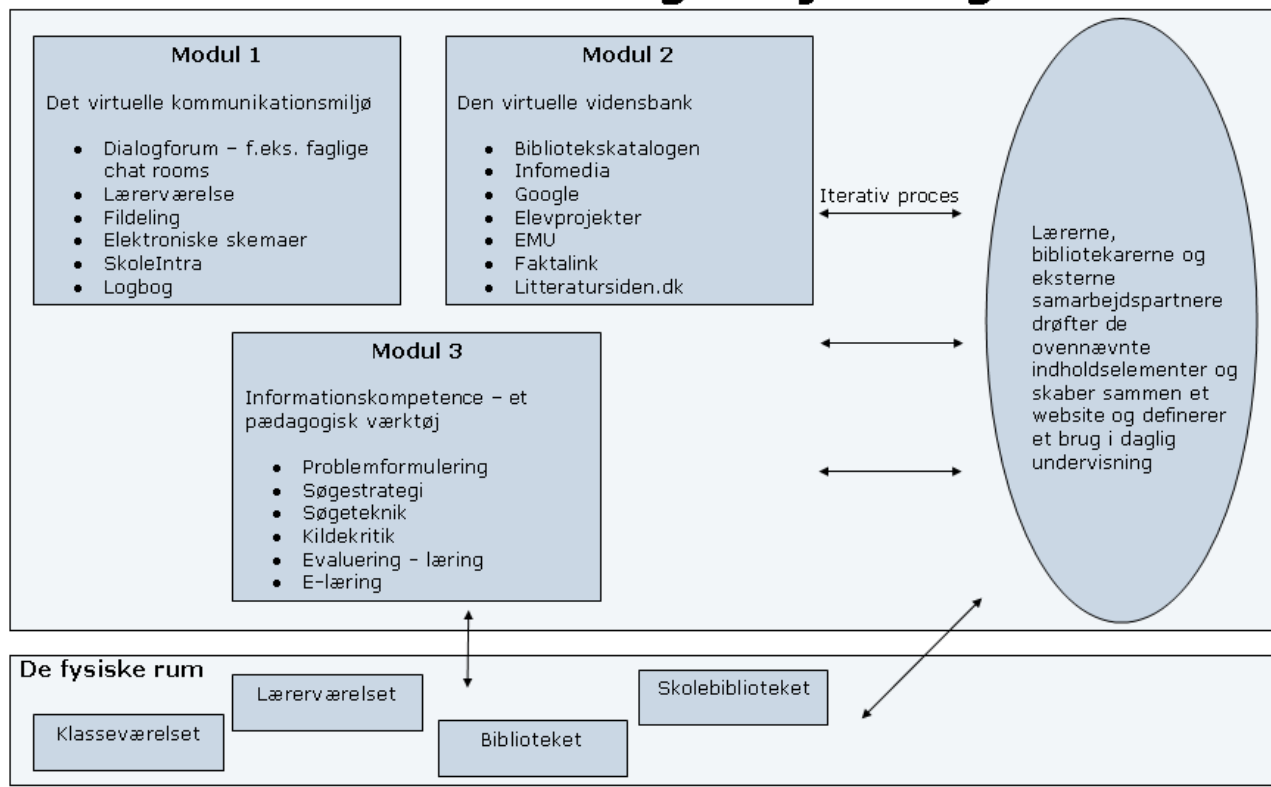 Modul 1
Det virtuelle kommunikationsmiljø
• Dialogforum – f.eks. faglige
chat rooms
• Lærerværelse
• Fildeling
• Elektroniske skemaer
• SkoleIntra
• Logbog
Modul 2
Den virtuelle vidensbank
• Bibliotekskatalogen
• Infomedia
• Google
• Elevprojekter
• EMU
• Faktalink
• Litteratursiden.dk
Modul 3
Informationskompetence – et
pædagogisk værktøj
• Problemformulering
• Søgestrategi
• Søgeteknik
• Kildekritik
• Evaluering – læring
• E-læring
Iterativ proces
Lærerne,
bibliotekarerne og
eksterne
samarbejdspartnere
drøfter de
ovennævnte
indholdselementer og
skaber sammen et
website og definerer
et brug i daglig
undervisning
De fysiske rum
Klasseværelset
Lærerværelset
Biblioteket
Skolebiblioteket